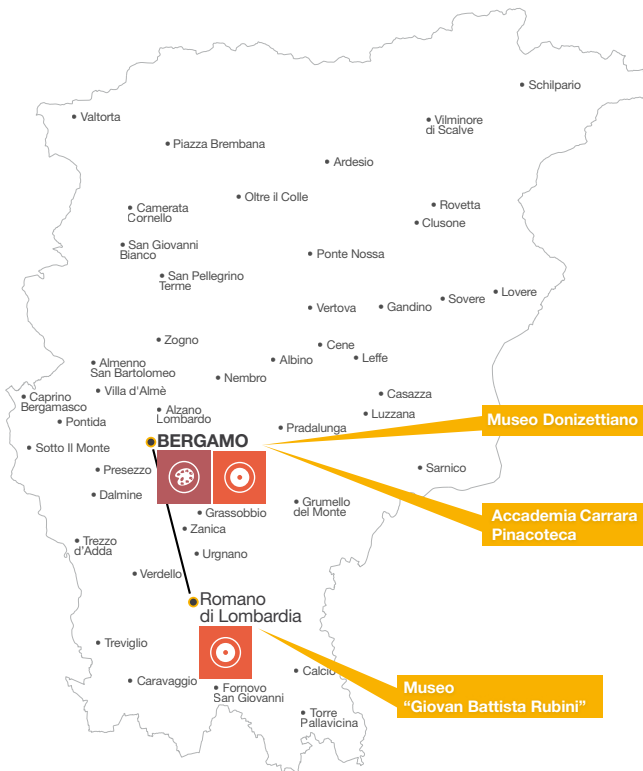 Schilpario
Valtorta
Vilminore
di Scalve
Piazza Brembana
Ardesio
Oltre il Colle
Rovetta
Camerata
Cornello
Clusone
San Giovanni
Bianco
Ponte Nossa
San Pellegrino
Terme
Lovere
Sovere
Vertova
Gandino
Zogno
Cene
Albino
Leffe
Almenno
San Bartolomeo
Nembro
Villa d'Almè
Casazza
Caprino
Bergamasco
Alzano
Lombardo
Luzzana
Pontida
Pradalunga
Museo Donizettiano
BERGAMO
Sotto Il Monte
Presezzo
Sarnico
Dalmine
Grumello
del Monte
Grassobbio
Accademia Carrara
Pinacoteca
Zanica
Trezzo
d'Adda
Urgnano
Verdello
Romano
di Lombardia
Treviglio
Calcio
Caravaggio
Fornovo
San Giovanni
Museo
“Giovan Battista Rubini”
Torre
Pallavicina